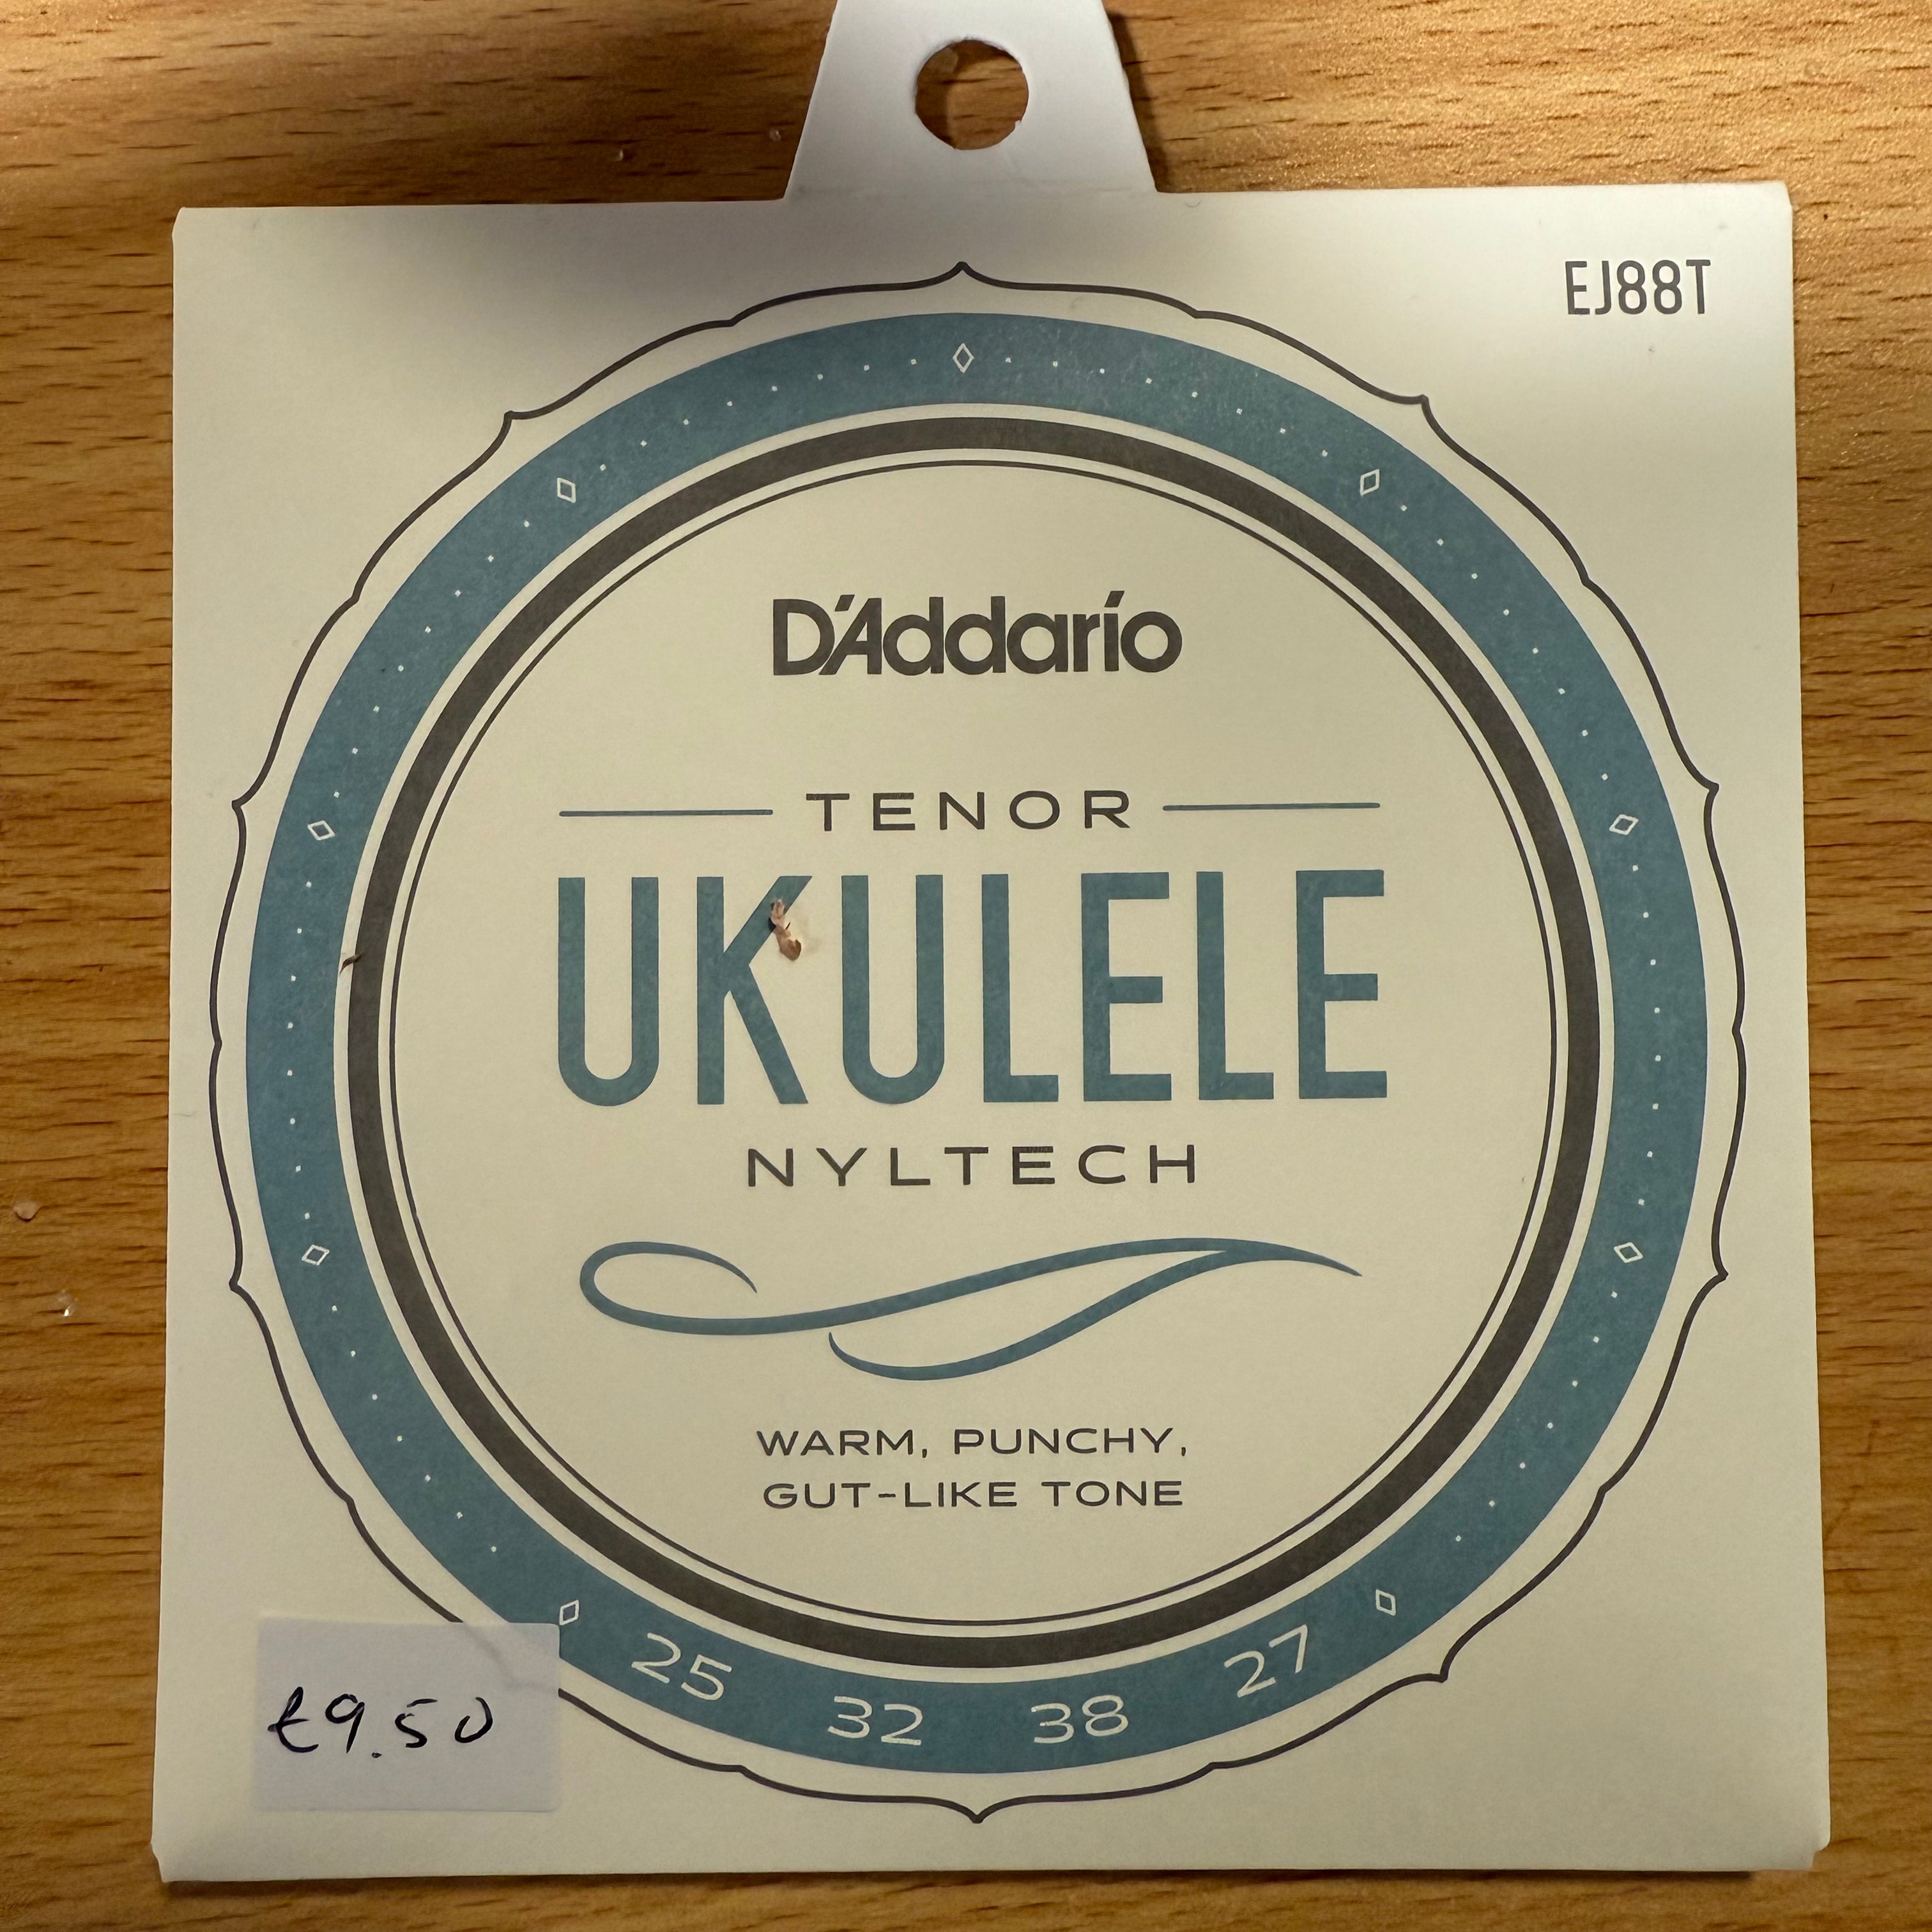 EJ88T
D'Addario
TENOR
UKULELE
NYLTECH
WARM, PUNCHY,
GUT-LIKE TONE
25 32 38 27
£9.50